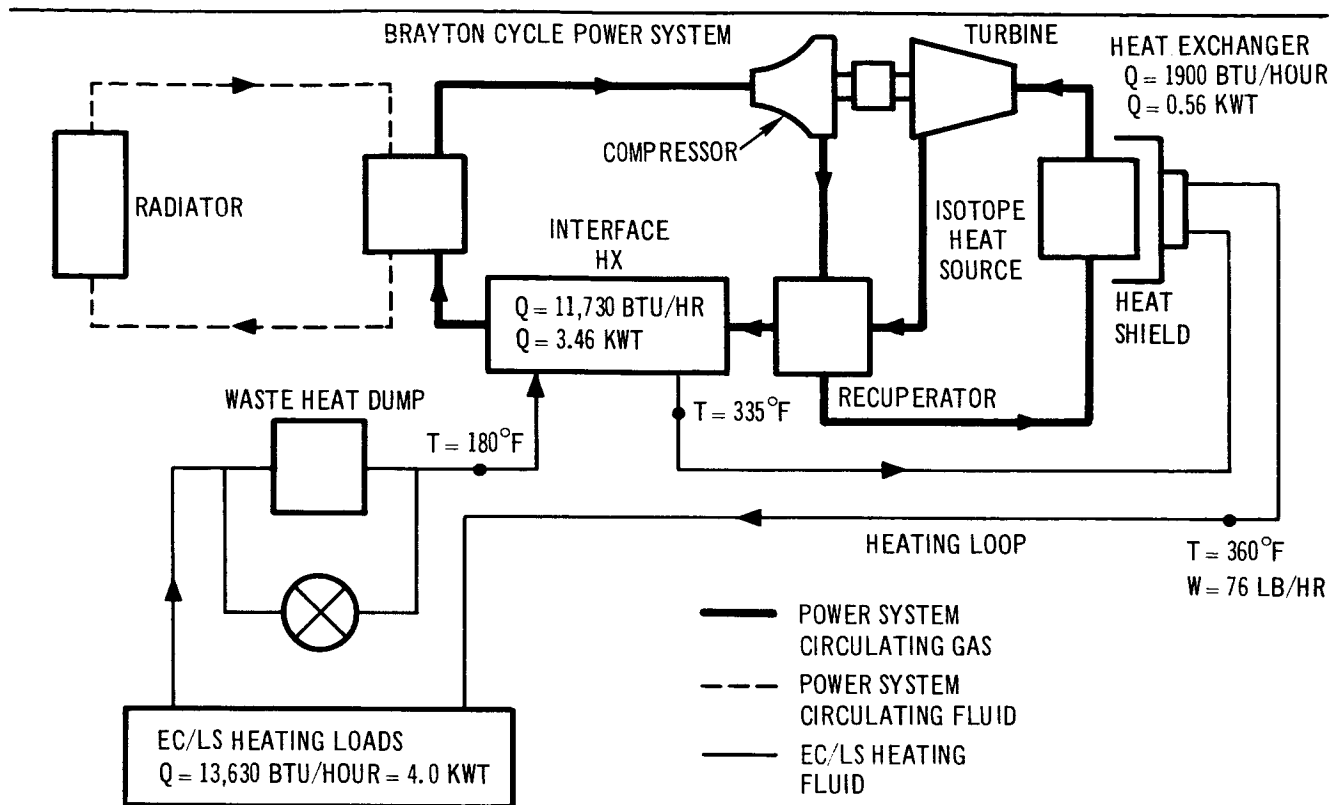 BRAYTON CYCLE POWER SYSTEM
TURBINE
HEAT EXCHANGER
Q = 1900 BTU/HOUR
Q = 0.56 KWT
COMPRESSOR
RADIATOR
INTERFACE
HX
ISOTOPE
HEAT
SOURCE
Q = 11,730 BTU/HR
Q = 3.46 KWT
HEAT
SHIELD
WASTE HEAT DUMP
RECUPERATOR
T = 180°F
T = 335°F
HEATING LOOP
T = 360°F
W = 76 LB/HR
EC/LS HEATING LOADS
Q = 13,630 BTU/HOUR = 4.0 KWT
POWER SYSTEM
CIRCULATING GAS
POWER SYSTEM
CIRCULATING FLUID
EC/LS HEATING
FLUID